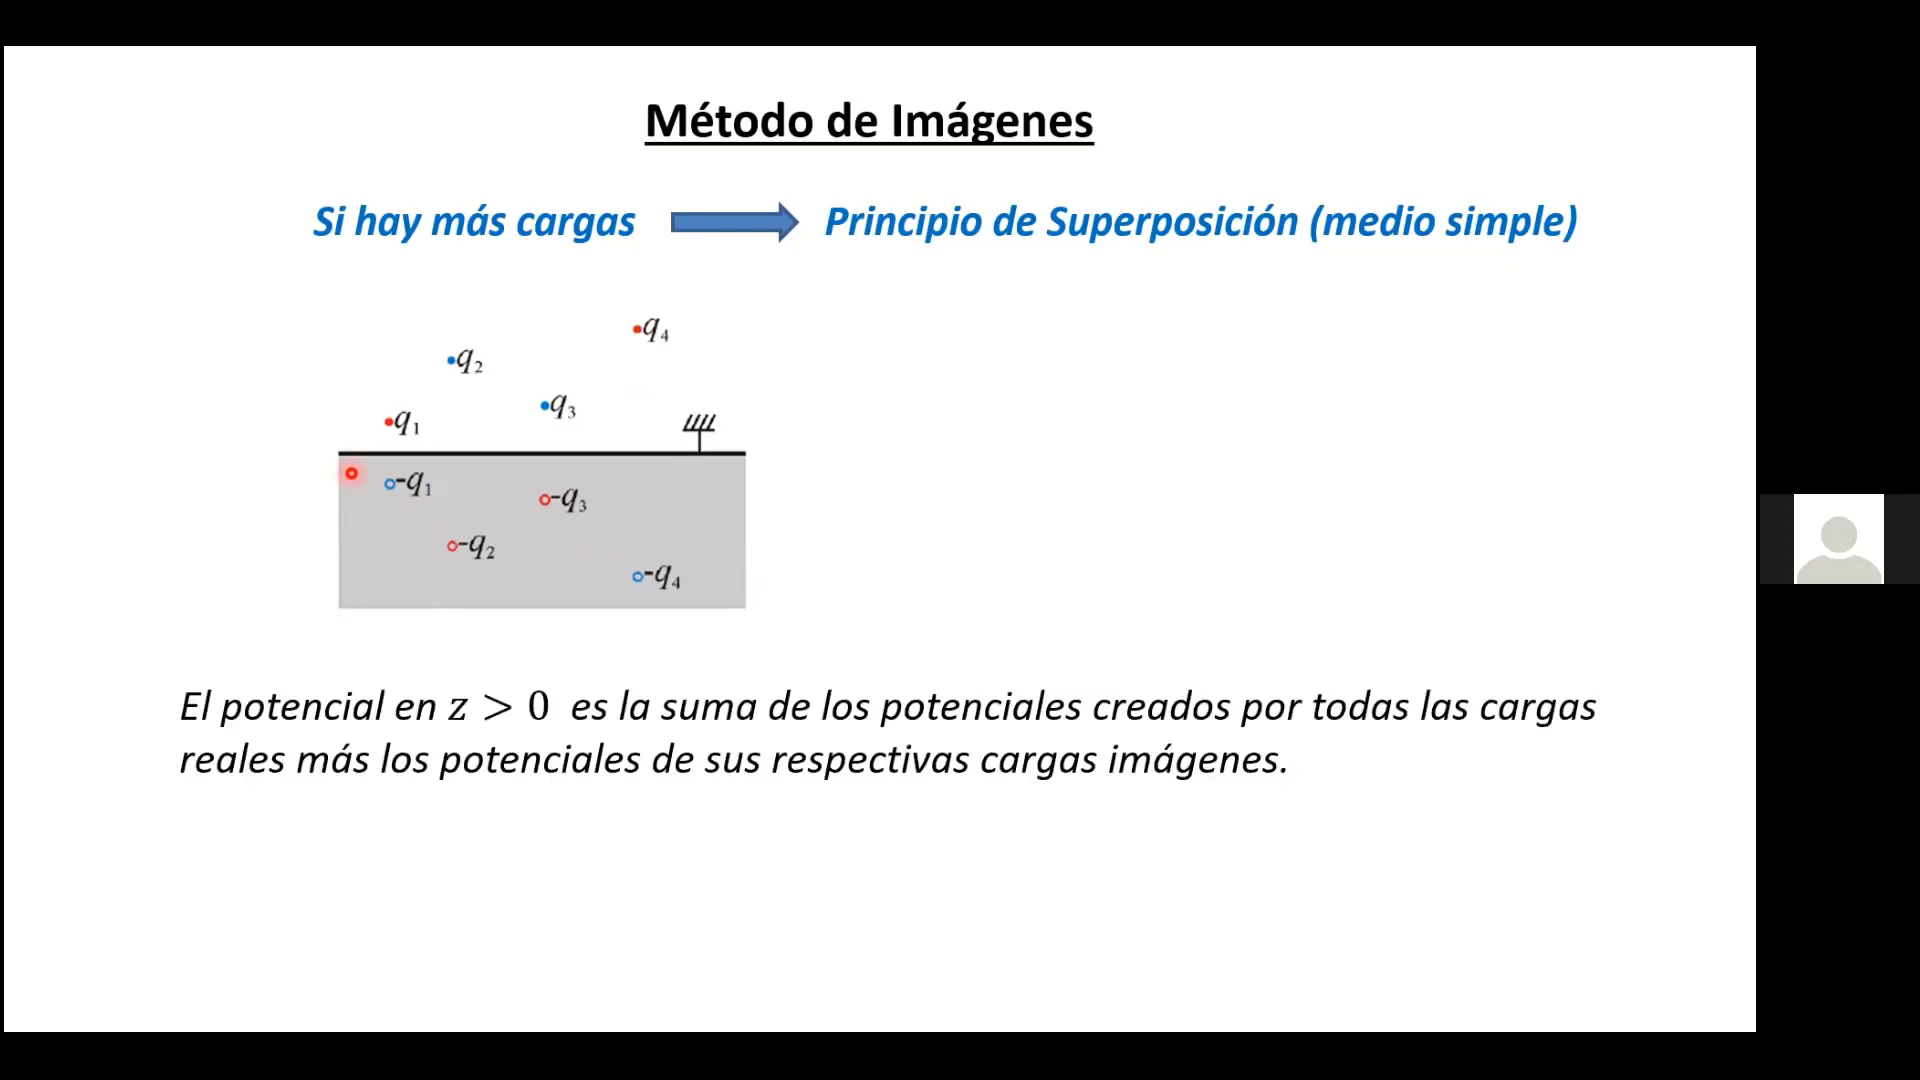 Método de Imágenes
Si hay más cargas
Principio de Superposición (medio simple)
q₄
q₂
q₃
q₁
-q₁
-q₃
-q₂
-q₄
El potencial en z > 0 es la suma de los potenciales creados por todas las cargas
reales más los potenciales de sus respectivas cargas imágenes.